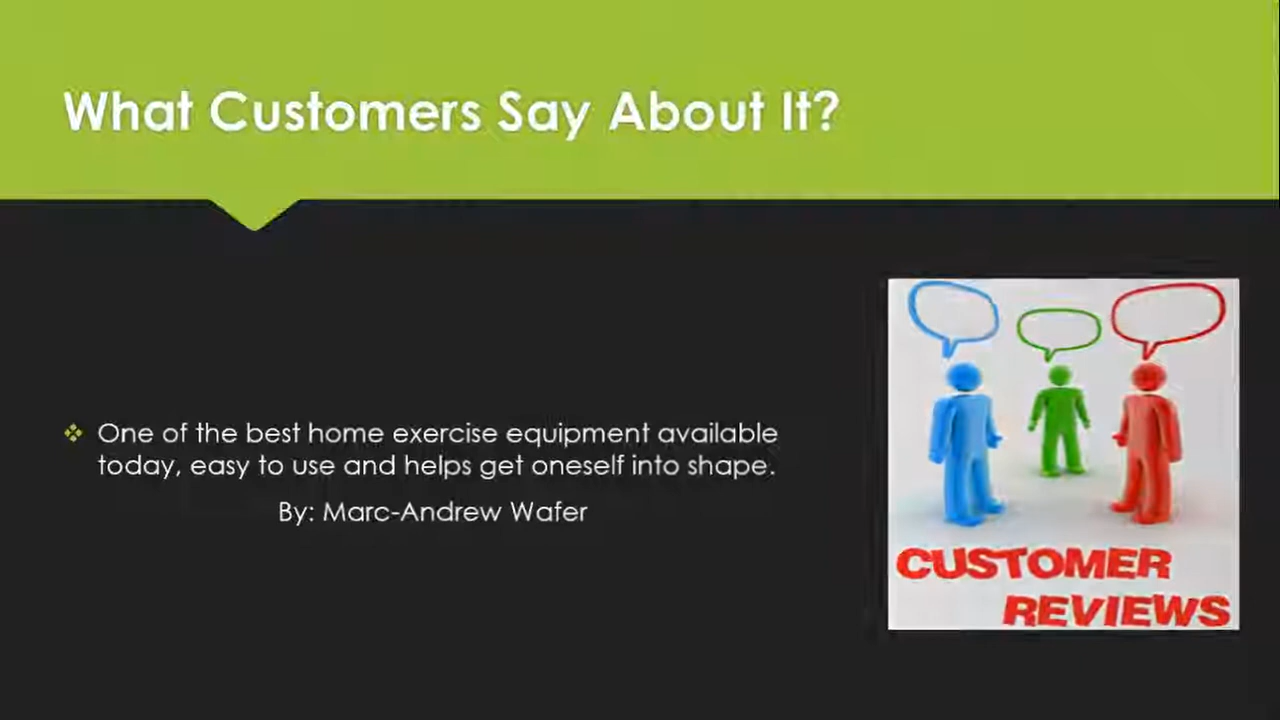 What Customers Say About It?
One of the best home exercise equipment available
today, easy to use and helps get oneself into shape.
By: Marc-Andrew Wafer
CUSTOMER
REVIEWS